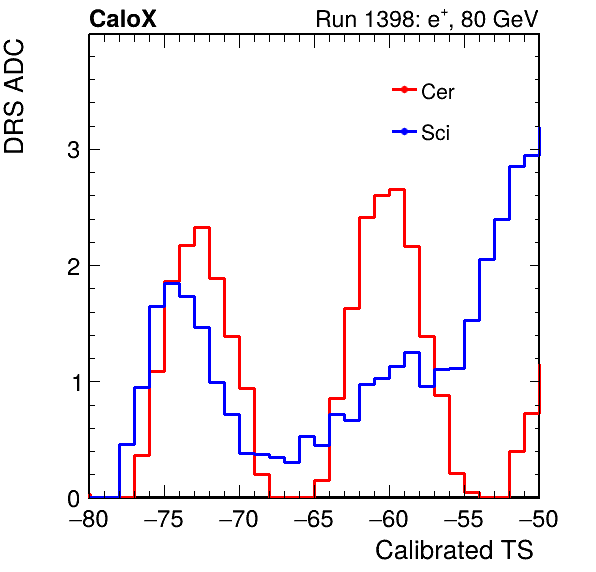 CaloX Run 1398: e⁺, 80 GeV
DRS ADC
Cer
Sci
3
2
1
0
−80 −75 −70 −65 −60 −55 −50
Calibrated TS